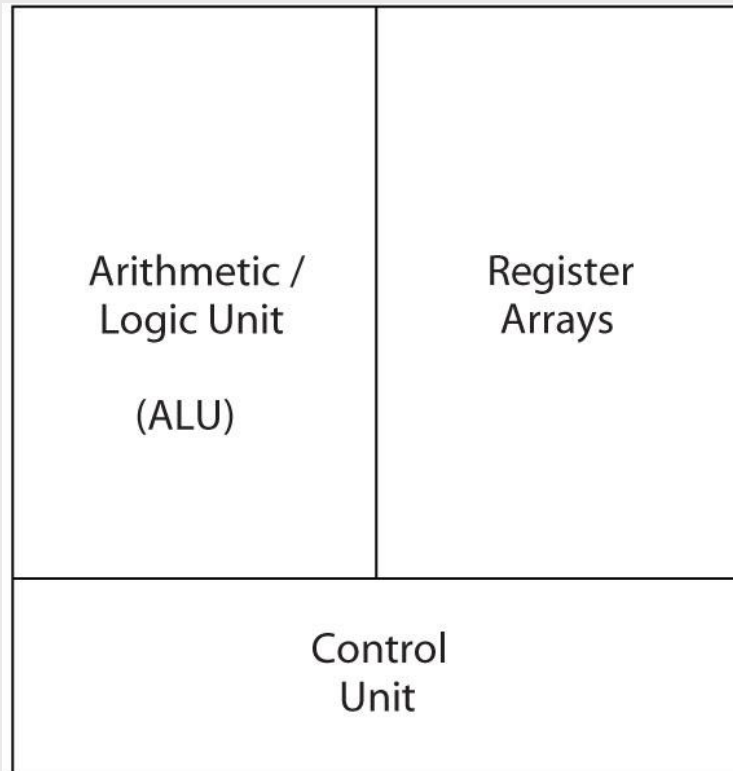 Arithmetic /
Logic Unit
(ALU)
Register
Arrays
Control
Unit